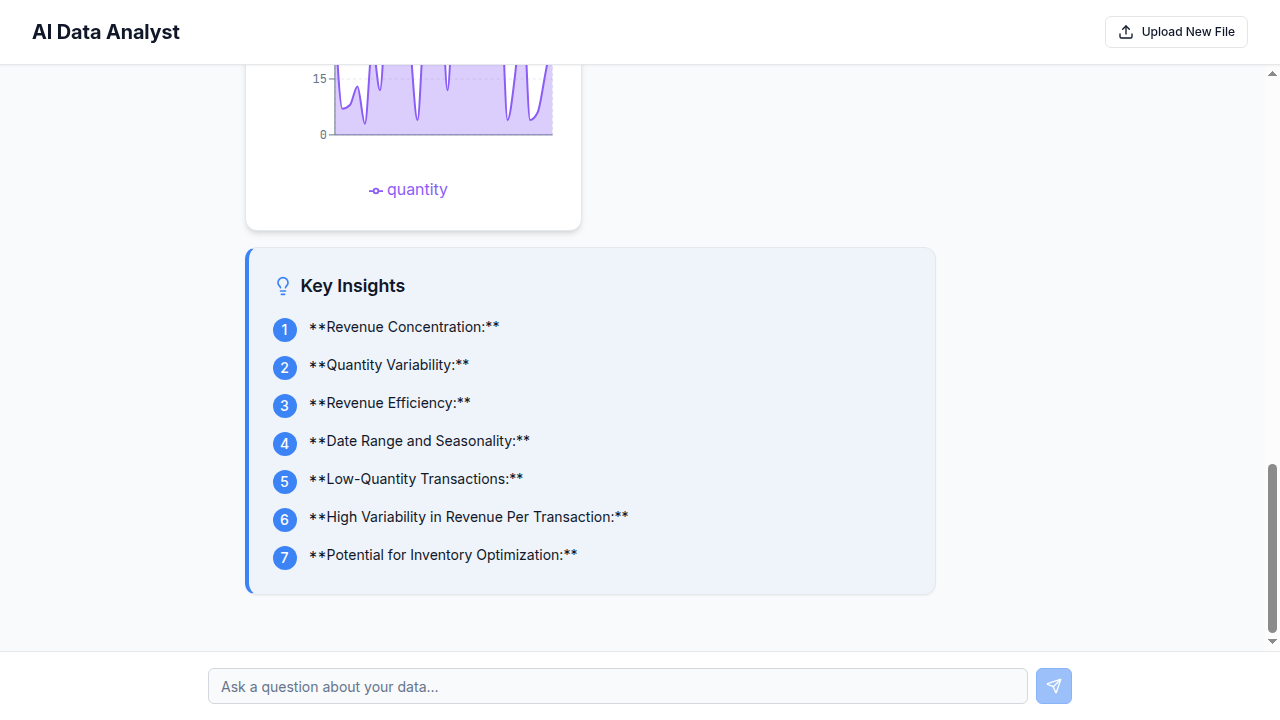 AI Data Analyst
Upload New File
15
0
quantity
Key Insights
1 **Revenue Concentration:**
2 **Quantity Variability:**
3 **Revenue Efficiency:**
4 **Date Range and Seasonality:**
5 **Low-Quantity Transactions:**
6 **High Variability in Revenue Per Transaction:**
7 **Potential for Inventory Optimization:**
Ask a question about your data...